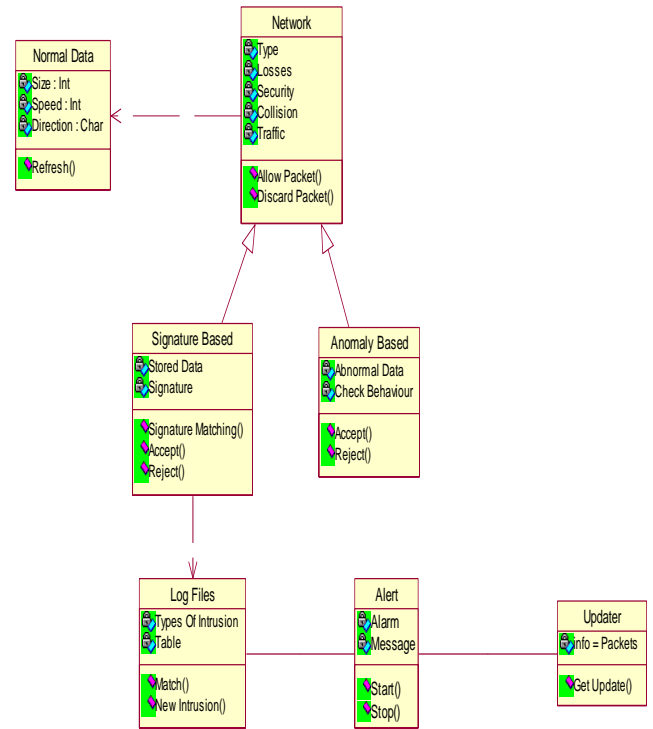 Network
Type
Losses
Security
Collision
Traffic
Allow Packet()
Discard Packet()
Normal Data
Size : Int
Speed : Int
Direction : Char
Refresh()
Signature Based
Stored Data
Signature
Signature Matching()
Accept()
Reject()
Anomaly Based
Abnormal Data
Check Behaviour
Accept()
Reject()
Log Files
Types Of Intrusion
Table
Match()
New Intrusion()
Alert
Alarm
Message
Start()
Stop()
Updater
info = Packets
Get Update()